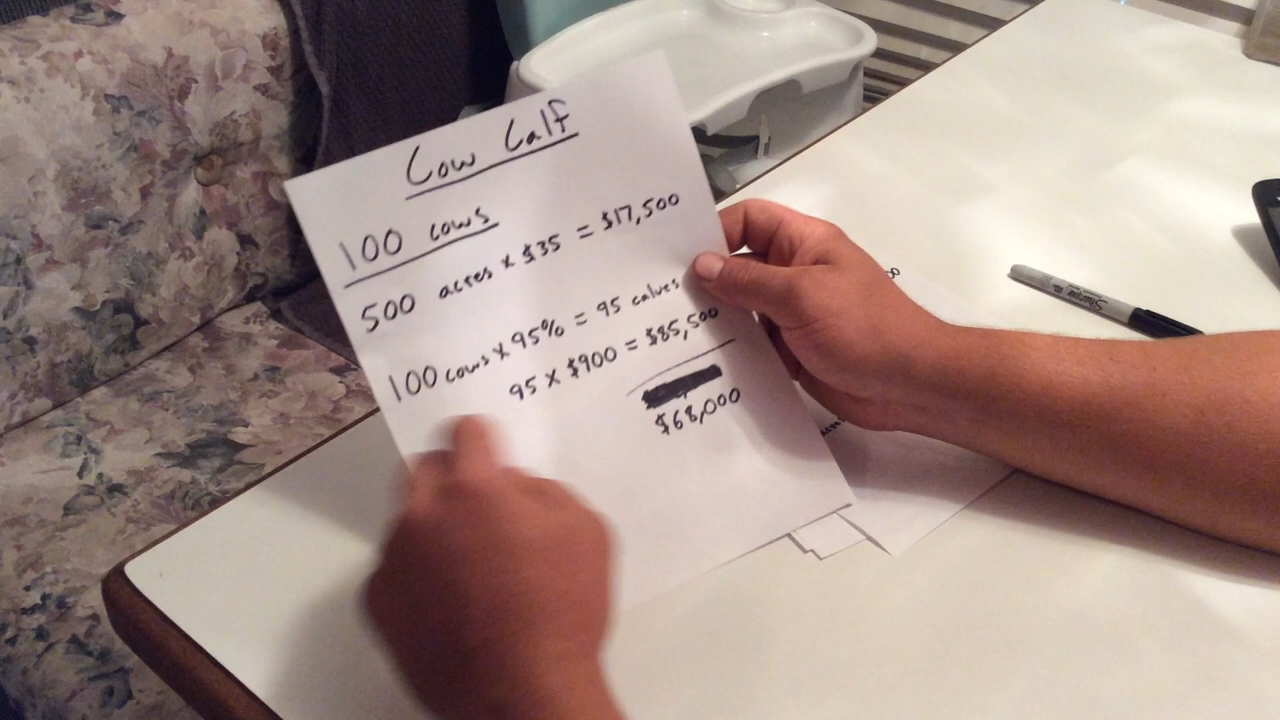 Cow Calf
100 cows
500 acres x $35 = $17,500
100 cows x 95% = 95 calves
95 x $900 = $85,500
$68,000
Sharpie